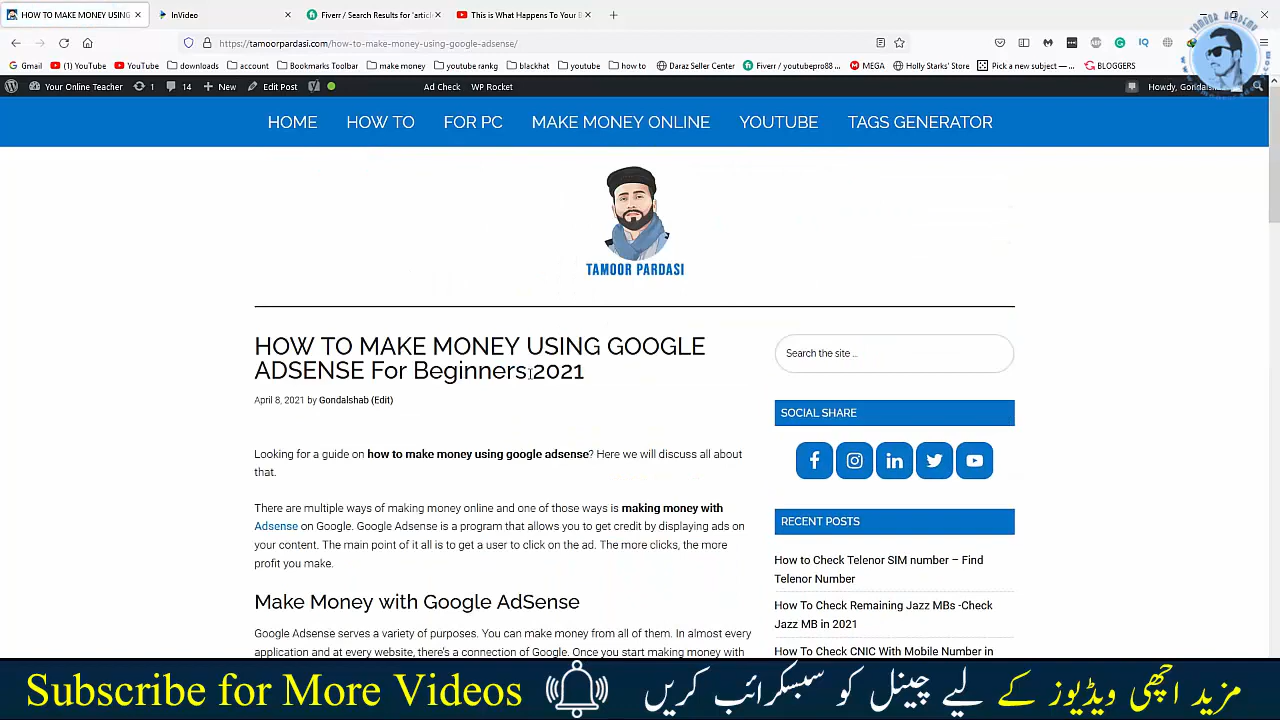 HOW TO MAKE MONEY USING
InVideo
Fiverr / Search Results for 'articl
This is What Happens To Your
https://tamoorpardasi.com/how-to-make-money-using-google-adsense/
Gmail (1) YouTube YouTube downloads account Bookmarks Toolbar make money youtube rankg blackhat youtube how to Daraz Seller Center Fiverr / youtubepro88... MEGA Holly Starks' Store Pick a new subject — ... BLOGGERS
Your Online Teacher 1 14 New Edit Post Ad Check WP Rocket Howdy,
HOME HOW TO FOR PC MAKE MONEY ONLINE YOUTUBE TAGS GENERATOR
TAMOOR PARDASI
HOW TO MAKE MONEY USING GOOGLE
ADSENSE For Beginners 2021
April 8, 2021 by Gondalshab (Edit)
Looking for a guide on how to make money using google adsense? Here we will discuss all about
that.
There are multiple ways of making money online and one of those ways is making money with
Adsense on Google. Google Adsense is a program that allows you to get credit by displaying ads on
your content. The main point of it all is to get a user to click on the ad. The more clicks, the more
profit you make.
Make Money with Google AdSense
Google Adsense serves a variety of purposes. You can make money from all of them. In almost every
application and at every website, there's a connection of Google. Once you start making money with
Search the site ...
SOCIAL SHARE
RECENT POSTS
How to Check Telenor SIM number – Find
Telenor Number
How To Check Remaining Jazz MBs -Check
Jazz MB in 2021
How To Check CNIC With Mobile Number in
Subscribe for More Videos
مزید اچھی ویڈیوز کے لیے چینل کو سبسکرائب کریں